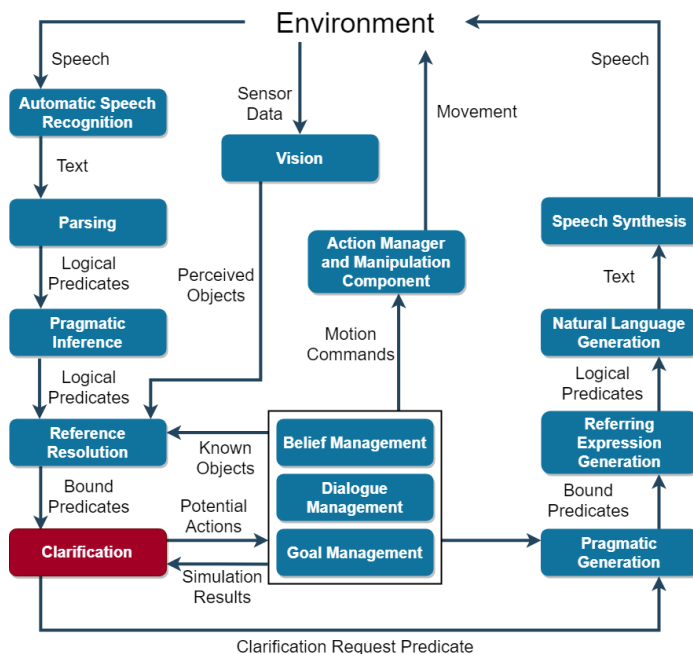 Environment
Speech
Sensor
Data
Movement
Speech
Automatic Speech
Recognition
Vision
Text
Parsing
Speech Synthesis
Action Manager
and Manipulation
Component
Logical
Predicates
Perceived
Objects
Text
Pragmatic
Inference
Motion
Commands
Natural Language
Generation
Logical
Predicates
Logical
Predicates
Reference
Resolution
Known
Objects
Belief Management
Referring
Expression
Generation
Bound
Predicates
Potential
Actions
Dialogue
Management
Bound
Predicates
Clarification
Goal Management
Pragmatic
Generation
Simulation
Results
Clarification Request Predicate